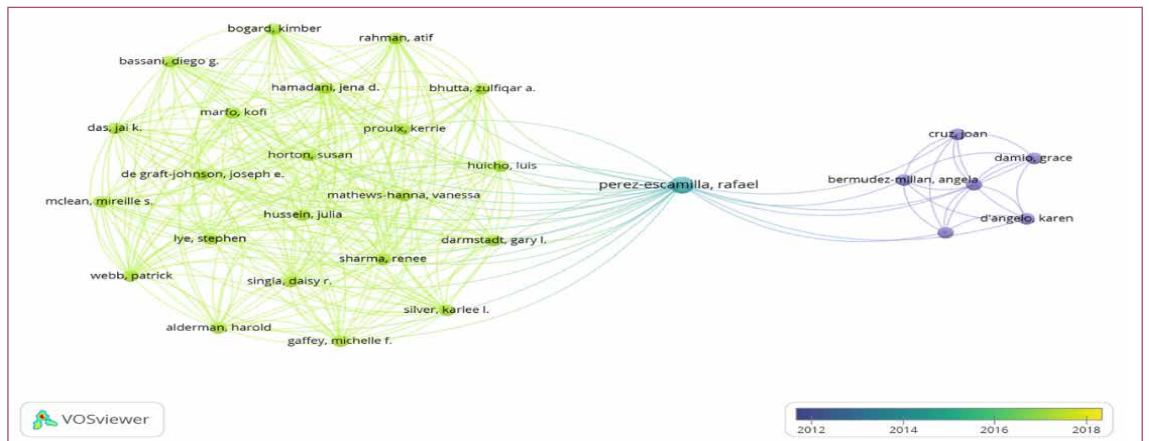 bogard, kimber
rahman, atif
bassani, diego g.
hamadani, jena d.
bhutta, zulfiqar a.
marfo, kofi
das, jai k.
proulx, kerrie
cruz, joan
horton, susan
damio, grace
huicho, luis
de graft-johnson, joseph e.
bermudez-millan, angela
perez-escamilla, rafael
mathews-hanna, vanessa
mclean, mireille s.
hussein, julia
d'angelo, karen
lye, stephen
darmstadt, gary l.
sharma, renee
webb, patrick
singla, daisy r.
silver, karlee l.
alderman, harold
gaffey, michelle f.
VOSviewer
2012 2014 2016 2018